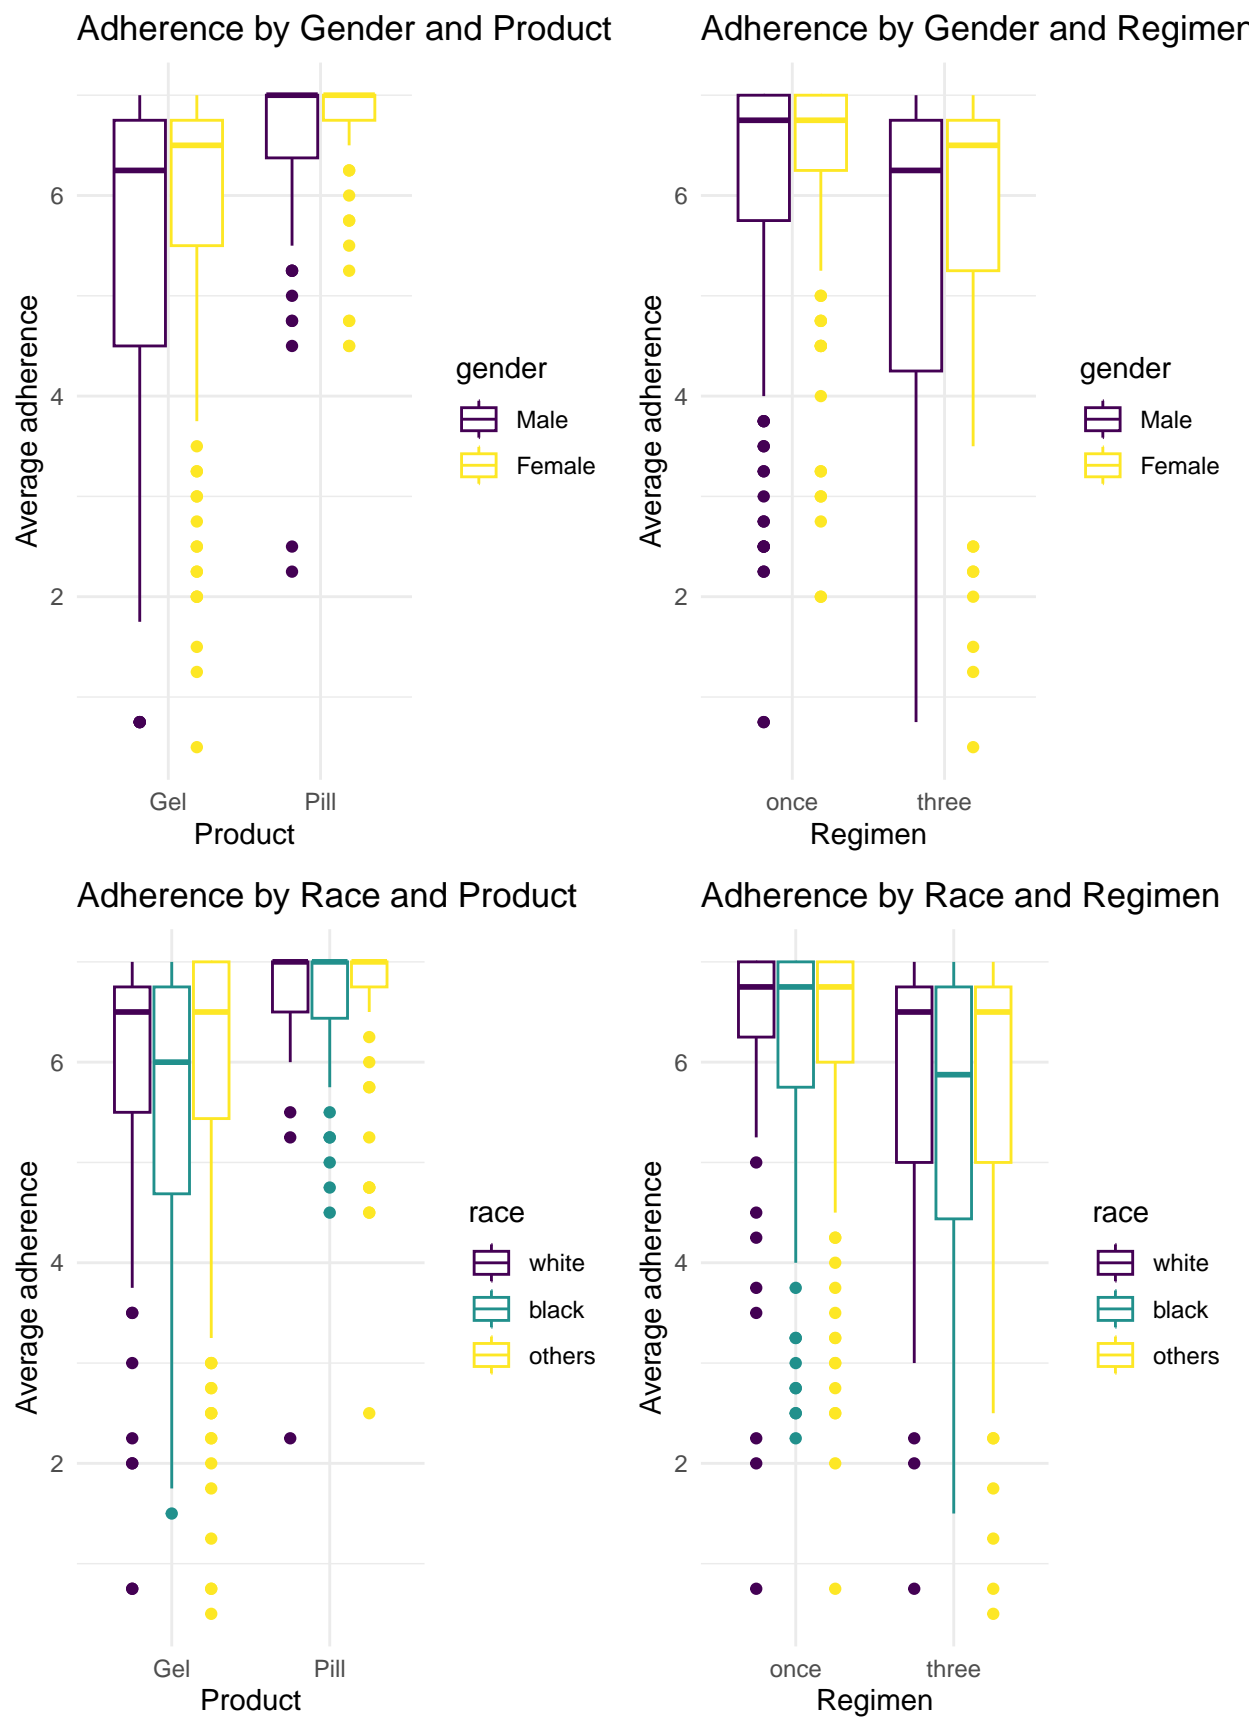 Adherence by Gender and Product
Average adherence
6
4
2
Gel
Pill
Product
gender
Male
Female
Adherence by Gender and Regimen
Average adherence
6
4
2
once
three
Regimen
gender
Male
Female
Adherence by Race and Product
Average adherence
6
4
2
Gel
Pill
Product
race
white
black
others
Adherence by Race and Regimen
Average adherence
6
4
2
once
three
Regimen
race
white
black
others